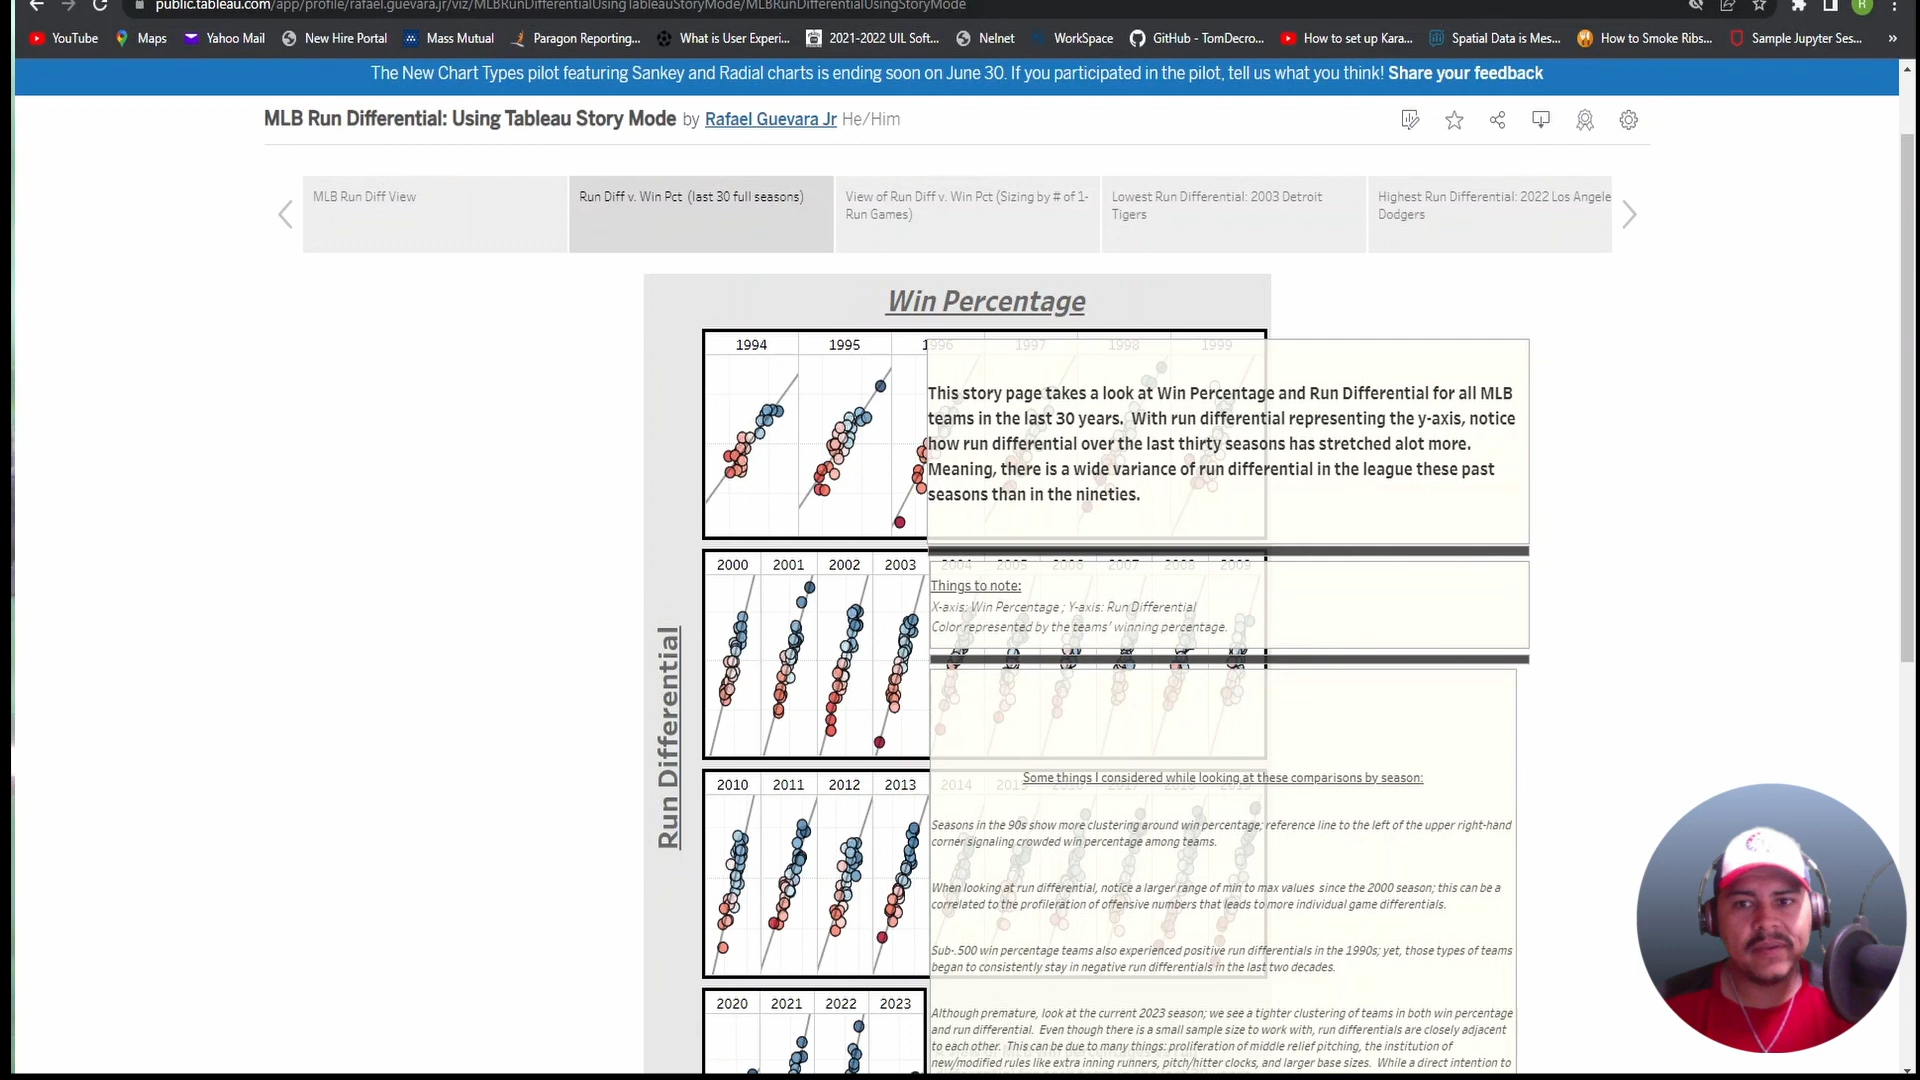 public.tableau.com/app/profile/rafael.guevara.jr/viz/MLBRunDifferentialUsingTableauStoryMode/MLBRunDifferentialUsingStoryMode
YouTube Maps Yahoo Mail New Hire Portal Mass Mutual Paragon Reporting... What is User Experi... 2021-2022 UIL Soft... Nelnet WorkSpace GitHub - TomDecro... How to set up Kara... Spatial Data is Mes... How to Smoke Ribs... Sample Jupyter Ses... »
R
The New Chart Types pilot featuring Sankey and Radial charts is ending soon on June 30. If you participated in the pilot, tell us what you think! Share your feedback
MLB Run Differential: Using Tableau Story Mode by Rafael Guevara Jr He/Him
MLB Run Diff View
Run Diff v. Win Pct (last 30 full seasons)
View of Run Diff v. Win Pct (Sizing by # of 1-
Run Games)
Lowest Run Differential: 2003 Detroit
Tigers
Highest Run Differential: 2022 Los Angele
Dodgers
Win Percentage
Run Differential
1994 1995 1996 1997 1998 1999
This story page takes a look at Win Percentage and Run Differential for all MLB
teams in the last 30 years. With run differential representing the y-axis, notice
how run differential over the last thirty seasons has stretched alot more.
Meaning, there is a wide variance of run differential in the league these past
seasons than in the nineties.
2000 2001 2002 2003 2004 2005 2006 2007 2008 2009
Things to note:
X-axis: Win Percentage ; Y-axis: Run Differential
Color represented by the teams' winning percentage.
2010 2011 2012 2013 2014
Some things I considered while looking at these comparisons by season:
Seasons in the 90s show more clustering around win percentage; reference line to the left of the upper right-hand
corner signaling crowded win percentage among teams.
When looking at run differential, notice a larger range of min to max values since the 2000 season; this can be a
correlated to the profileration of offensive numbers that leads to more individual game differentials.
Sub-.500 win percentage teams also experienced positive run differentials in the 1990s; yet, those types of teams
began to consistently stay in negative run differentials in the last two decades.
2020 2021 2022 2023
Although premature, look at the current 2023 season; we see a tighter clustering of teams in both win percentage
and run differential. Even though there is a small sample size to work with, run differentials are closely adjacent
to each other. This can be due to many things: proliferation of middle relief pitching, the institution of
new/modified rules like extra inning runners, pitch/hitter clocks, and larger base sizes. While a direct intention to